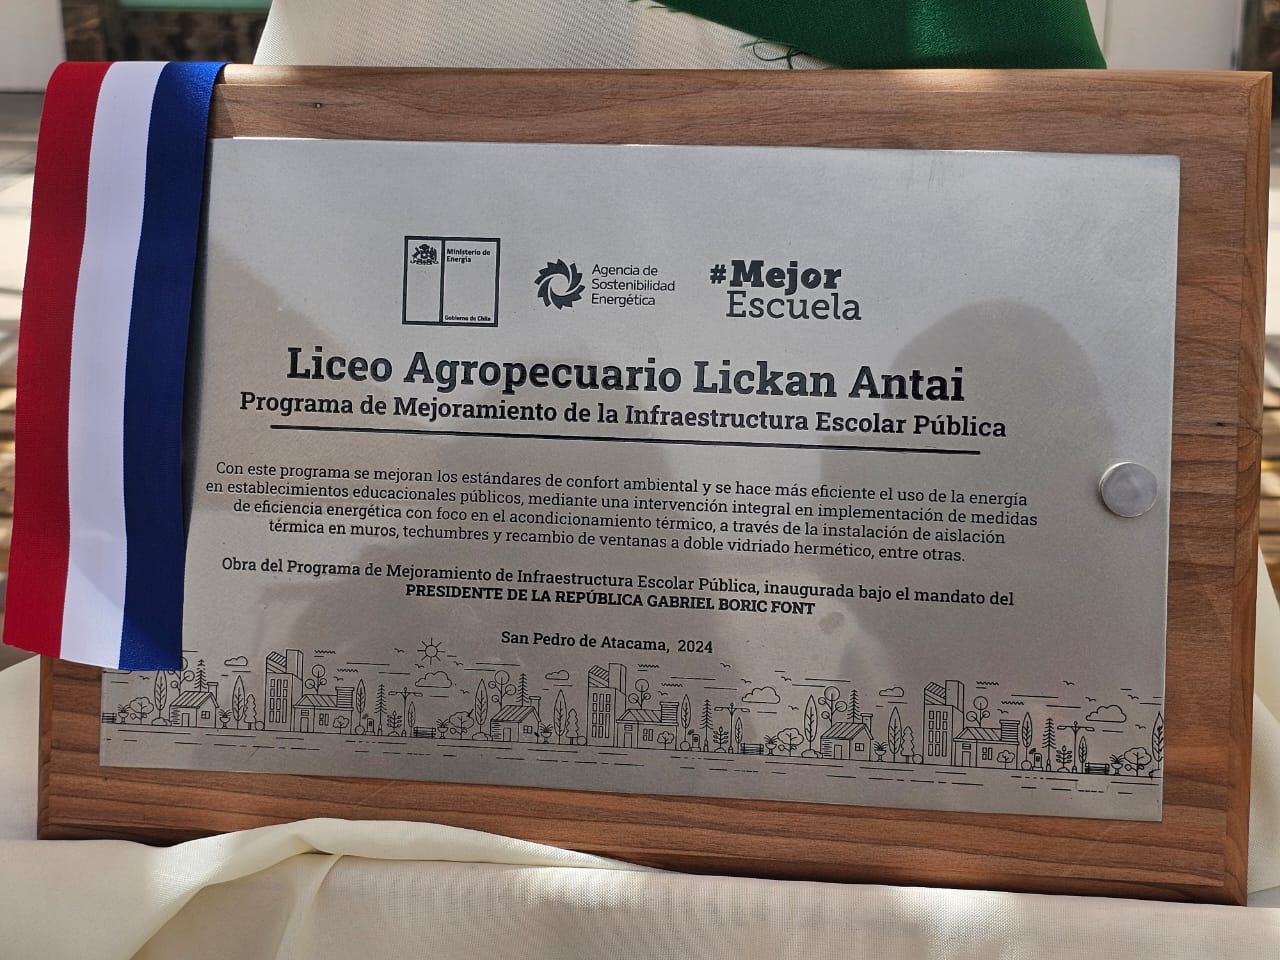 Ministerio de
Energía
Gobierno de Chile
Agencia de
Sostenibilidad
Energética
#Mejor
Escuela
Liceo Agropecuario Lickan Antai
Programa de Mejoramiento de la Infraestructura Escolar Pública
Con este programa se mejoran los estándares de confort ambiental y se hace más eficiente el uso de la energía
en establecimientos educacionales públicos, mediante una intervención integral en implementación de medidas
de eficiencia energética con foco en el acondicionamiento térmico, a través de la instalación de aislación
térmica en muros, techumbres y recambio de ventanas a doble vidriado hermético, entre otras.
Obra del Programa de Mejoramiento de Infraestructura Escolar Pública, inaugurada bajo el mandato del
PRESIDENTE DE LA REPÚBLICA GABRIEL BORIC FONT
San Pedro de Atacama, 2024